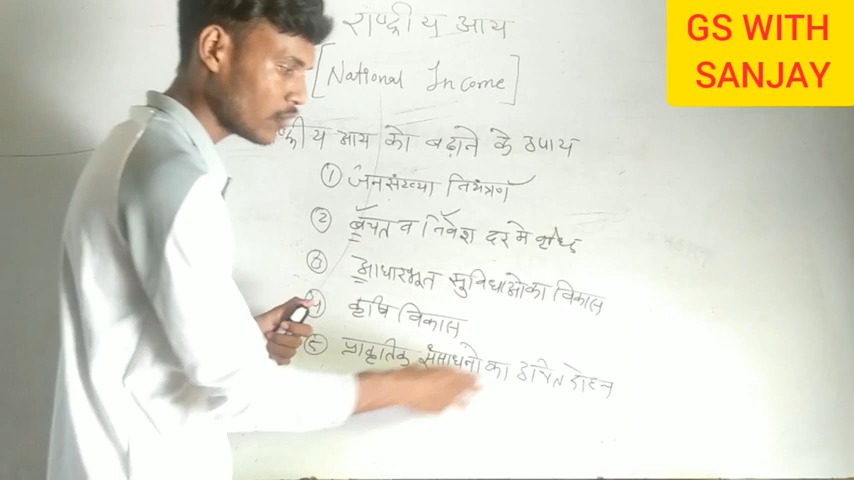 GS WITH
SANJAY
राष्ट्रीय आय
[National Income]
राष्ट्रीय आय को बढ़ाने के उपाय
① जनसंख्या नियंत्रण
② बचत व निवेश दर मे वृद्धि
③ आधारभूत सुविधाओ का विकास
④ कृषि विकास
⑤ प्राकृतिक संसाधनो का उचित दोहन